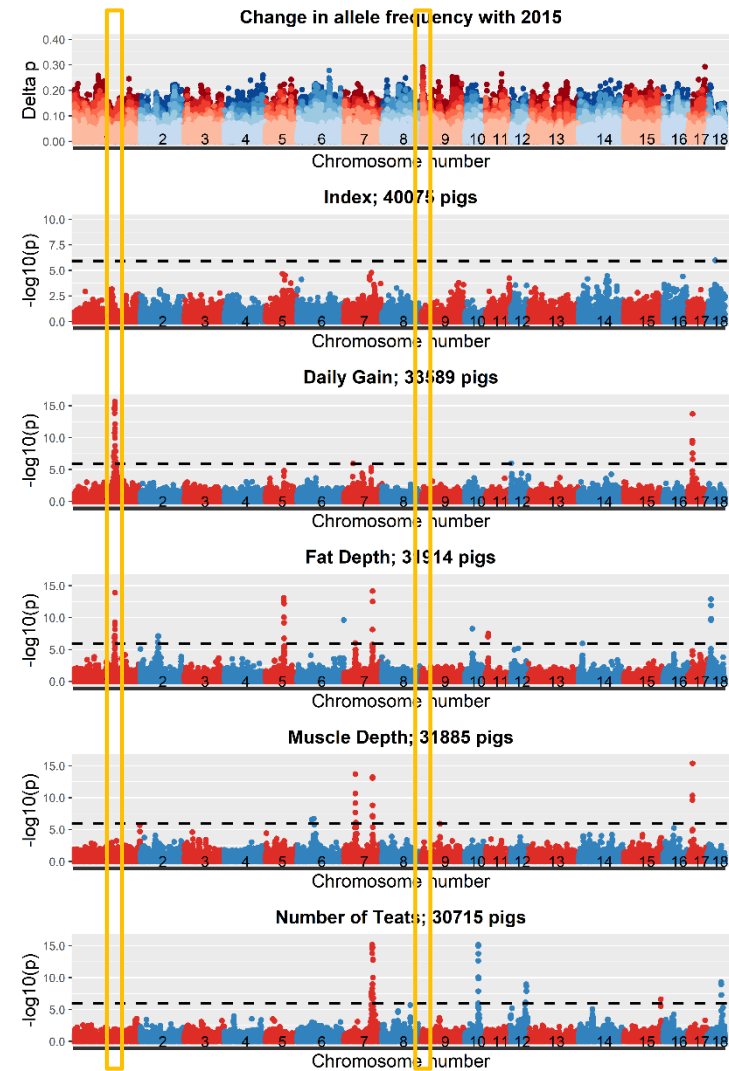 Change in allele frequency with 2015
Delta p
0.40
0.30
0.20
0.10
0.00
1 2 3 4 5 6 7 8 9 10 11 12 13 14 15 16 17 18
Chromosome number
Index; 40075 pigs
-log10(p)
10.0
7.5
5.0
2.5
0.0
2 3 4 5 6 7 8 9 10 11 12 13 14 15 16 17 18
Chromosome number
Daily Gain; 33589 pigs
-log10(p)
15.0
10.0
5.0
0.0
2 3 4 5 6 7 8 9 10 11 12 13 14 15 16 17 18
Chromosome number
Fat Depth; 31914 pigs
-log10(p)
15.0
10.0
5.0
0.0
2 3 4 5 6 7 8 9 10 11 12 13 14 15 16 17 18
Chromosome number
Muscle Depth; 31885 pigs
-log10(p)
15.0
10.0
5.0
0.0
2 3 4 5 6 7 8 9 10 11 12 13 14 15 16 17 18
Chromosome number
Number of Teats; 30715 pigs
-log10(p)
15.0
10.0
5.0
0.0
2 3 4 5 6 7 8 9 10 11 12 13 14 15 16 17 18
Chromosome number